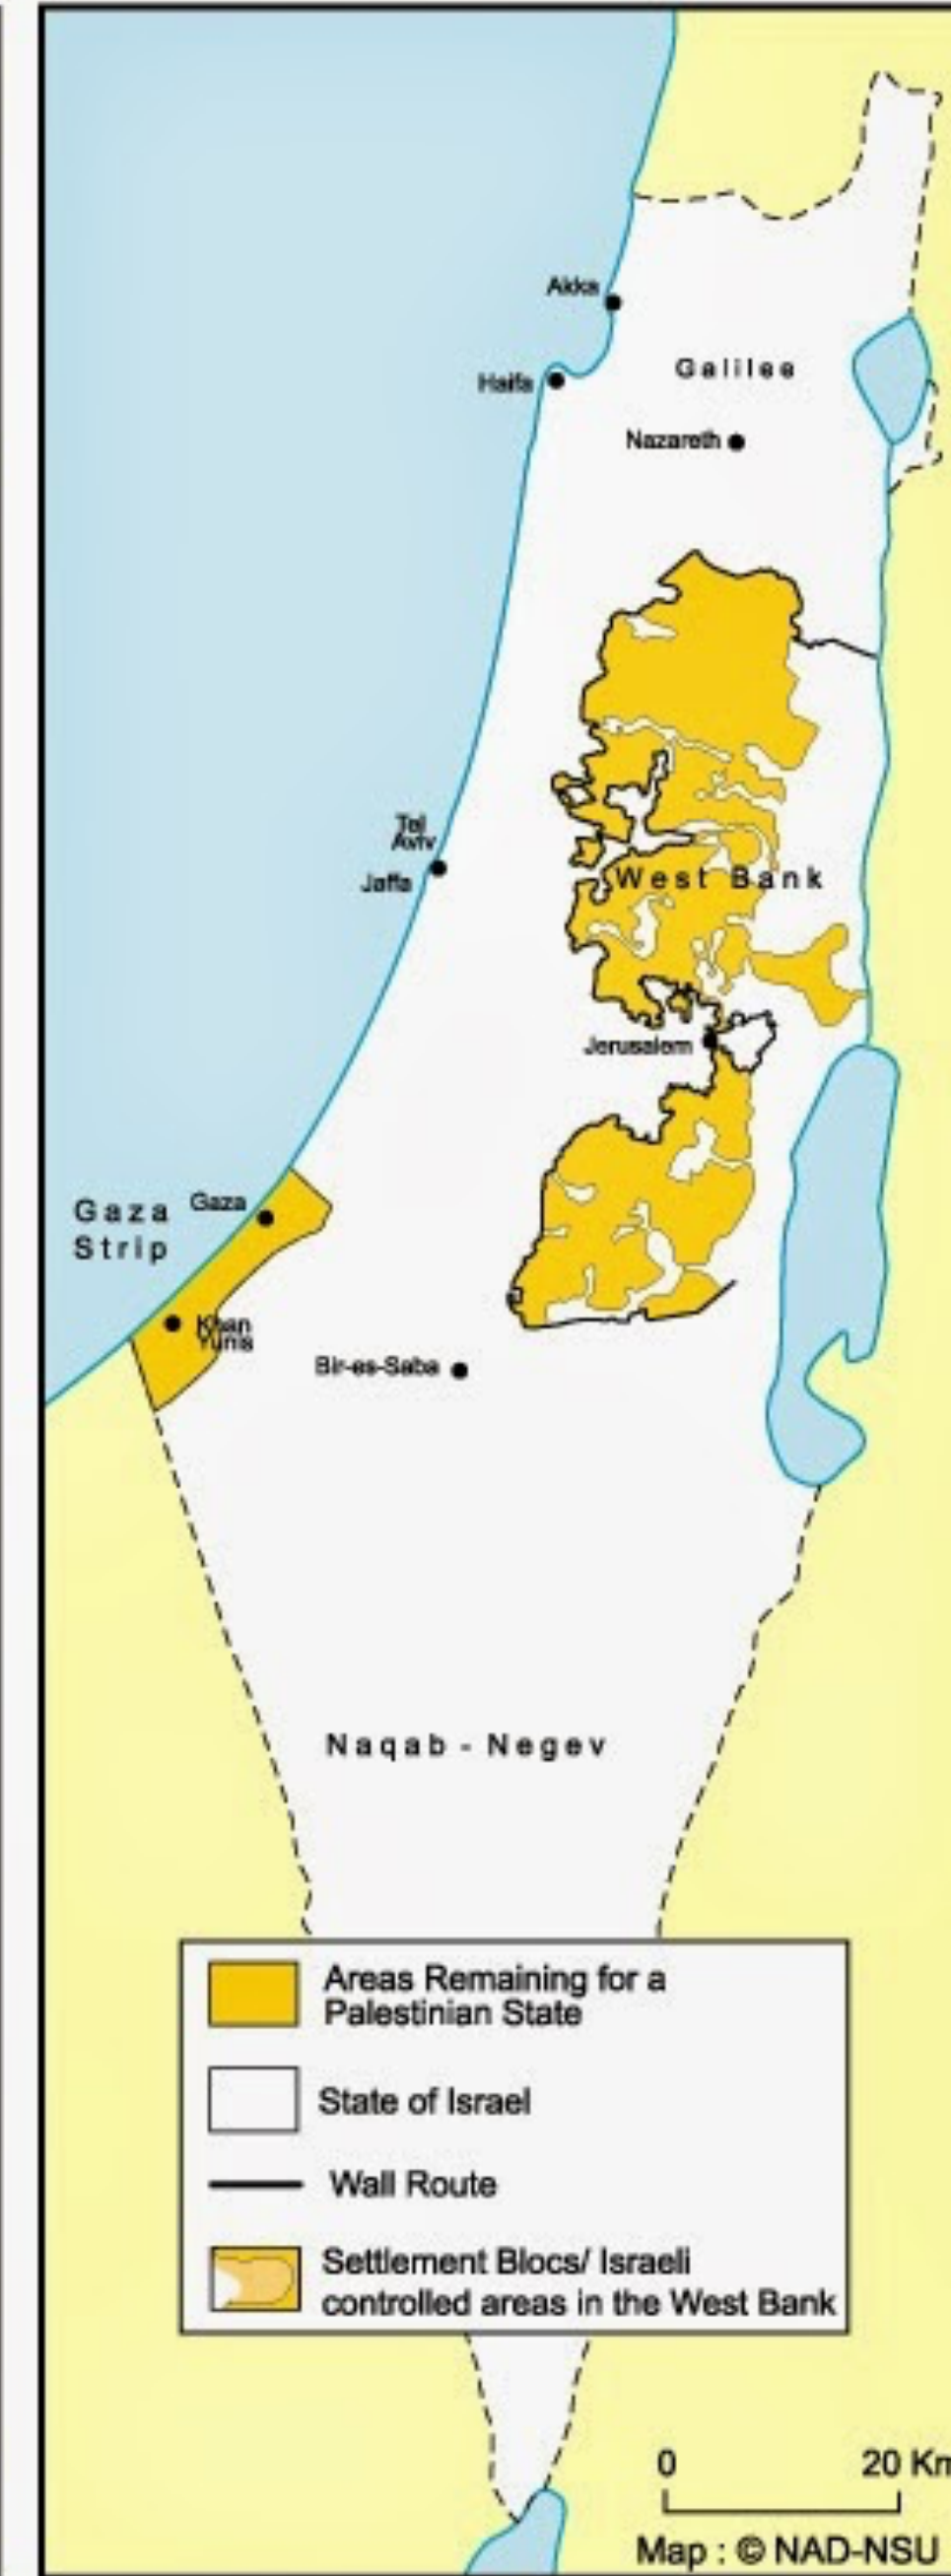 Akka
Galilee
Haifa
Nazareth
Tel
Aviv
Jaffa
West Bank
Jerusalem
Gaza
Strip
Gaza
Khan
Yunis
Bir-es-Saba
Naqab - Negev
Areas Remaining for a
Palestinian State
State of Israel
Wall Route
Settlement Blocs/ Israeli
controlled areas in the West Bank
0 20 Km
Map : © NAD-NSU